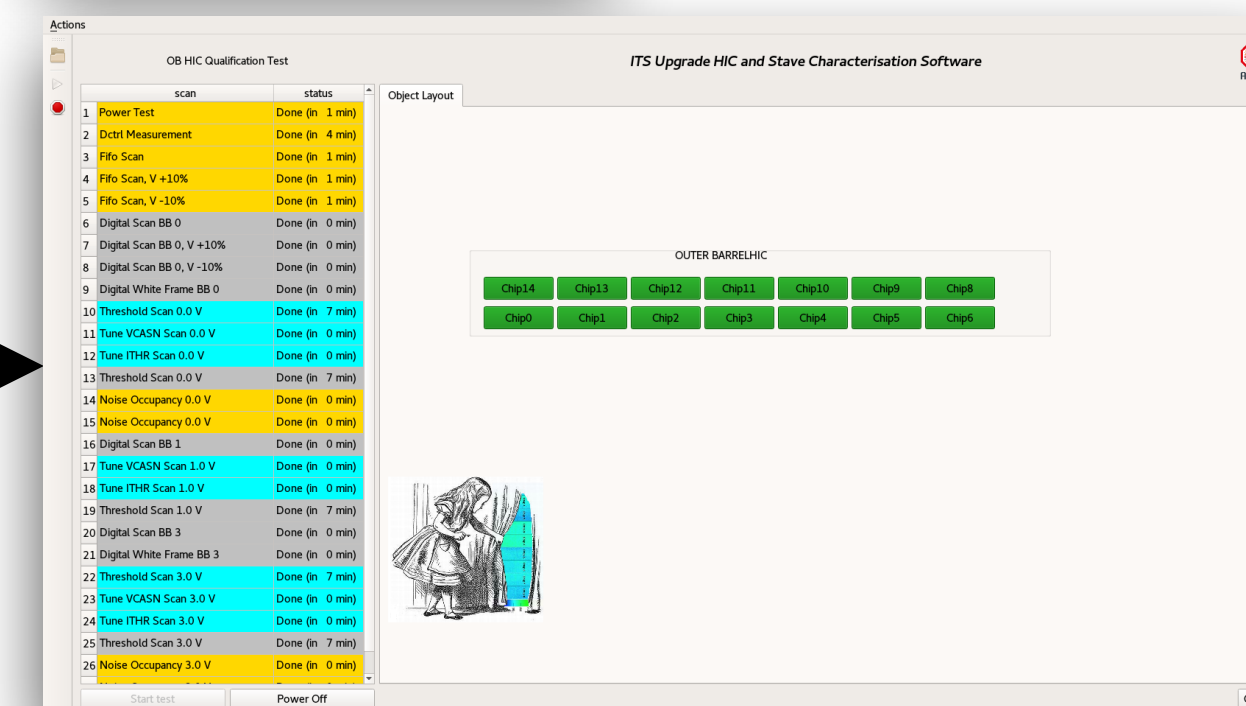 Actions
OB HIC Qualification Test
ITS Upgrade HIC and Stave Characterisation Software
scan status
Object Layout
1 Power Test Done (in 1 min)
2 Dctrl Measurement Done (in 4 min)
3 Fifo Scan Done (in 1 min)
4 Fifo Scan, V +10% Done (in 1 min)
5 Fifo Scan, V -10% Done (in 1 min)
6 Digital Scan BB 0 Done (in 0 min)
7 Digital Scan BB 0, V +10% Done (in 0 min)
8 Digital Scan BB 0, V -10% Done (in 0 min)
9 Digital White Frame BB 0 Done (in 0 min)
10 Threshold Scan 0.0 V Done (in 7 min)
11 Tune VCASN Scan 0.0 V Done (in 0 min)
12 Tune ITHR Scan 0.0 V Done (in 0 min)
13 Threshold Scan 0.0 V Done (in 7 min)
14 Noise Occupancy 0.0 V Done (in 0 min)
15 Noise Occupancy 0.0 V Done (in 0 min)
16 Digital Scan BB 1 Done (in 0 min)
17 Tune VCASN Scan 1.0 V Done (in 0 min)
18 Tune ITHR Scan 1.0 V Done (in 0 min)
19 Threshold Scan 1.0 V Done (in 7 min)
20 Digital Scan BB 3 Done (in 0 min)
21 Digital White Frame BB 3 Done (in 0 min)
22 Threshold Scan 3.0 V Done (in 7 min)
23 Tune VCASN Scan 3.0 V Done (in 0 min)
24 Tune ITHR Scan 3.0 V Done (in 0 min)
25 Threshold Scan 3.0 V Done (in 7 min)
26 Noise Occupancy 3.0 V Done (in 0 min)
Start test Power Off
OUTER BARRELHIC
Chip14 Chip13 Chip12 Chip11 Chip10 Chip9 Chip8
Chip0 Chip1 Chip2 Chip3 Chip4 Chip5 Chip6